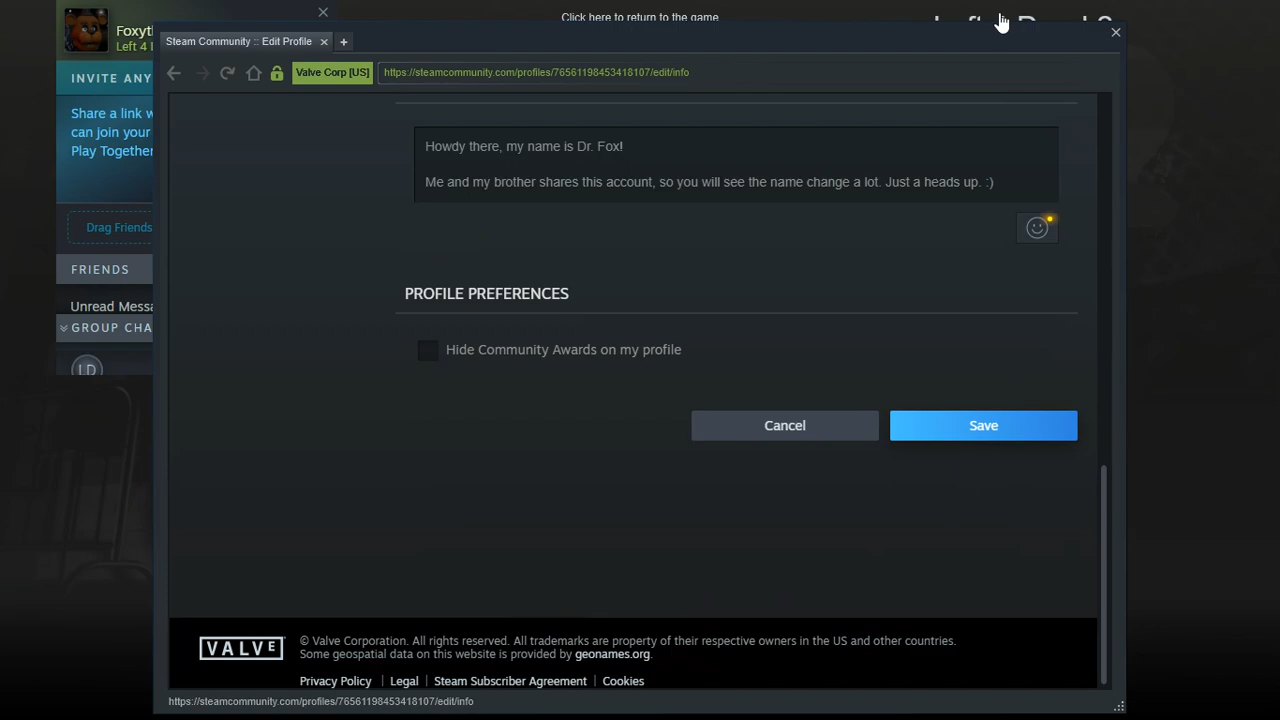 Click here to return to the game
Foxyth
Left 4
Steam Community :: Edit Profile
Valve Corp [US]
https://steamcommunity.com/profiles/76561198453418107/edit/info
INVITE ANY
Share a link w
can join your
Play Together
Drag Friends
FRIENDS
Unread Messa
GROUP CHA
LD
Howdy there, my name is Dr. Fox!
Me and my brother shares this account, so you will see the name change a lot. Just a heads up. :)
PROFILE PREFERENCES
Hide Community Awards on my profile
Cancel
Save
VALVE
© Valve Corporation. All rights reserved. All trademarks are property of their respective owners in the US and other countries.
Some geospatial data on this website is provided by geonames.org.
Privacy Policy | Legal | Steam Subscriber Agreement | Cookies
https://steamcommunity.com/profiles/76561198453418107/edit/info